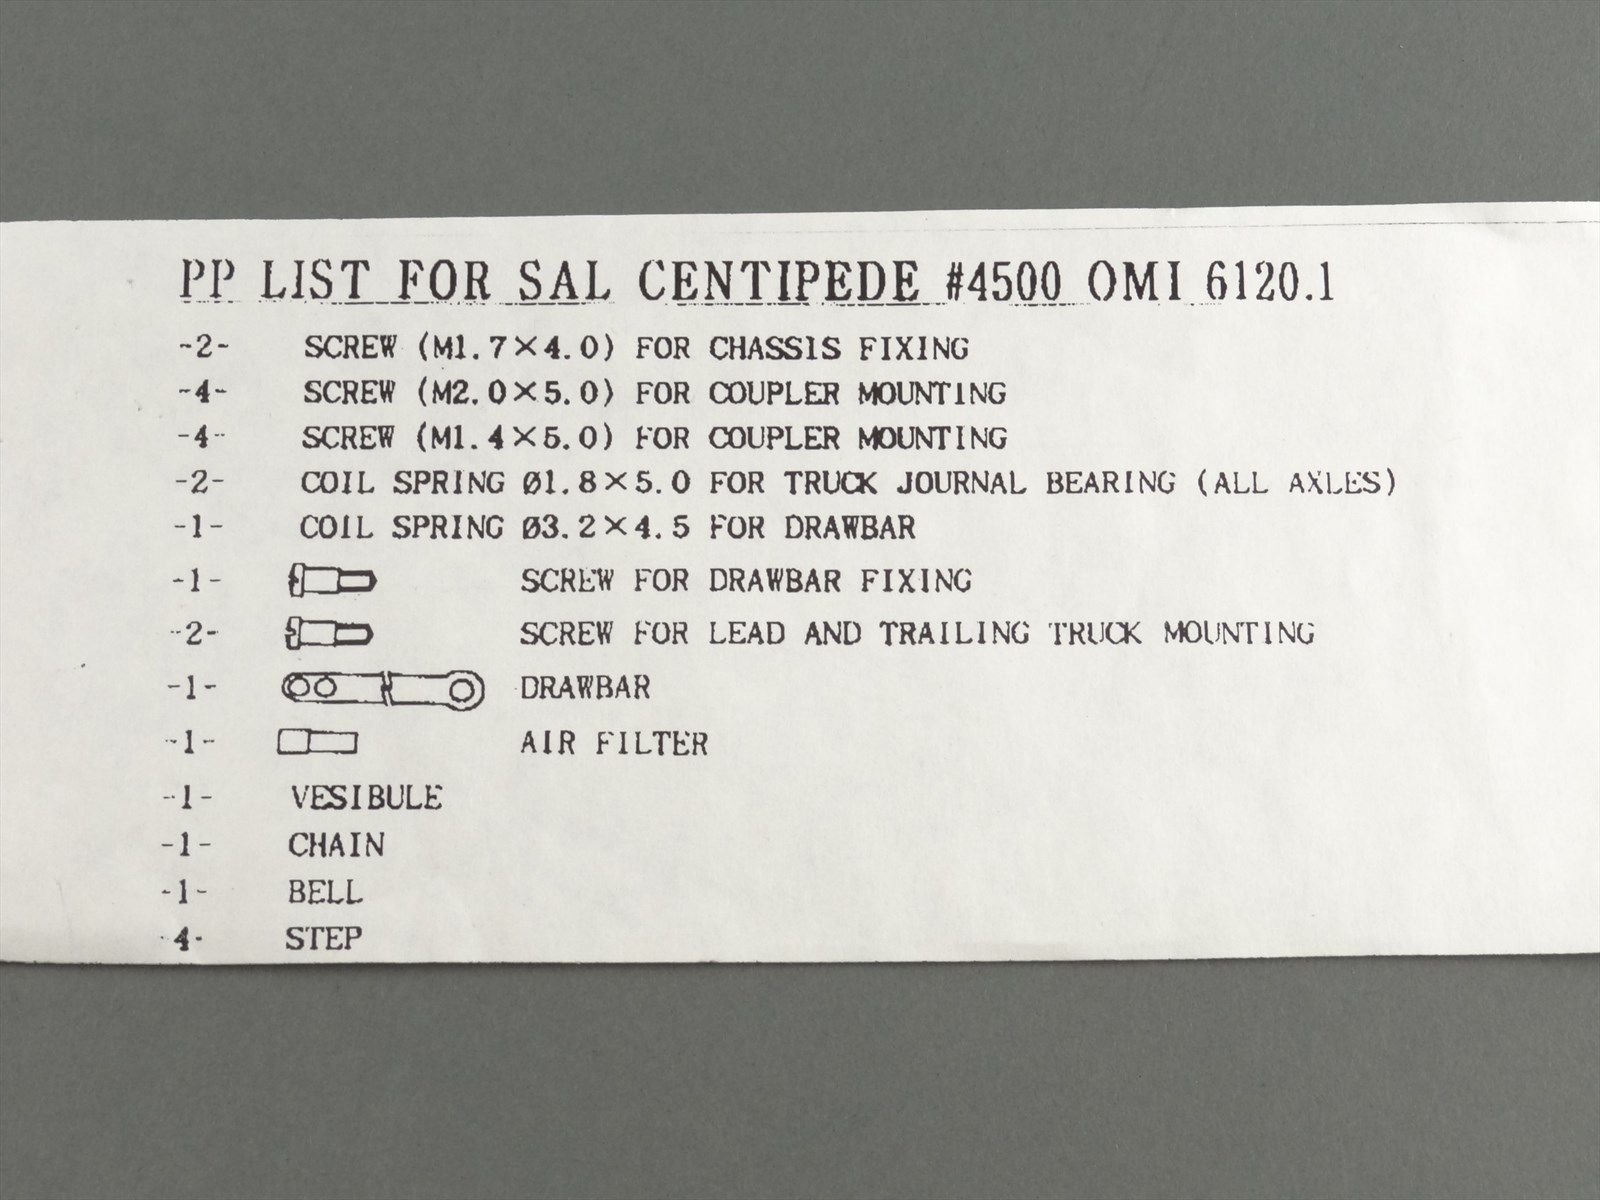 PP LIST FOR SAL CENTIPEDE #4500 OMI 6120.1
-2- SCREW (M1.7×4.0) FOR CHASSIS FIXING
-4- SCREW (M2.0×5.0) FOR COUPLER MOUNTING
-4- SCREW (M1.4×5.0) FOR COUPLER MOUNTING
-2- COIL SPRING Ø1.8×5.0 FOR TRUCK JOURNAL BEARING (ALL AXLES)
-1- COIL SPRING Ø3.2×4.5 FOR DRAWBAR
-1- SCREW FOR DRAWBAR FIXING
-2- SCREW FOR LEAD AND TRAILING TRUCK MOUNTING
-1- DRAWBAR
-1- AIR FILTER
-1- VESIBULE
-1- CHAIN
-1- BELL
-4- STEP